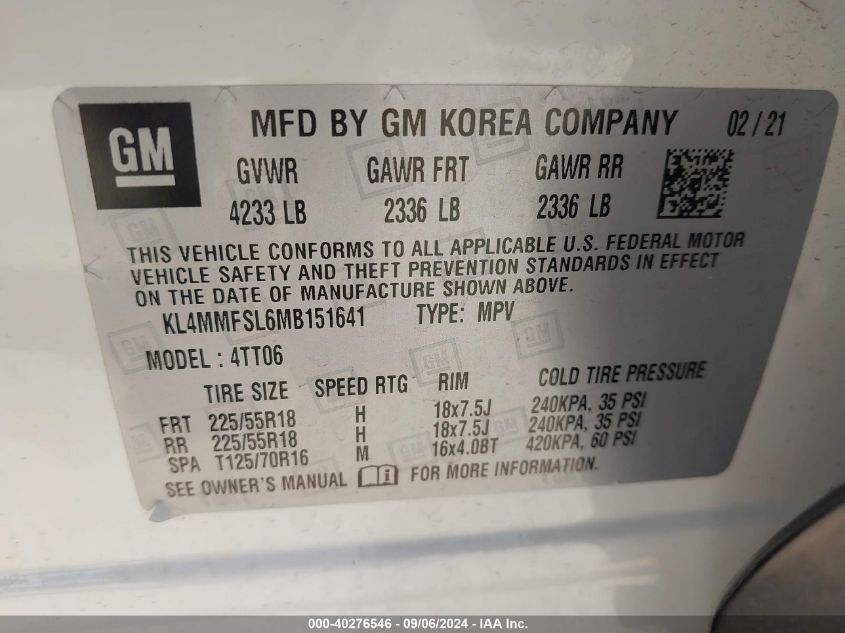 GM
MFD BY GM KOREA COMPANY 02/21
GVWR GAWR FRT GAWR RR
4233 LB 2336 LB 2336 LB
THIS VEHICLE CONFORMS TO ALL APPLICABLE U.S. FEDERAL MOTOR
VEHICLE SAFETY AND THEFT PREVENTION STANDARDS IN EFFECT
ON THE DATE OF MANUFACTURE SHOWN ABOVE.
KL4MMFSL6MB151641 TYPE: MPV
MODEL : 4TT06
TIRE SIZE SPEED RTG RIM COLD TIRE PRESSURE
FRT 225/55R18 H 18x7.5J 240KPA, 35 PSI
RR 225/55R18 H 18x7.5J 240KPA, 35 PSI
SPA T125/70R16 M 16x4.0BT 420KPA, 60 PSI
SEE OWNER'S MANUAL FOR MORE INFORMATION.
000-40276546 - 09/06/2024 - IAA Inc.